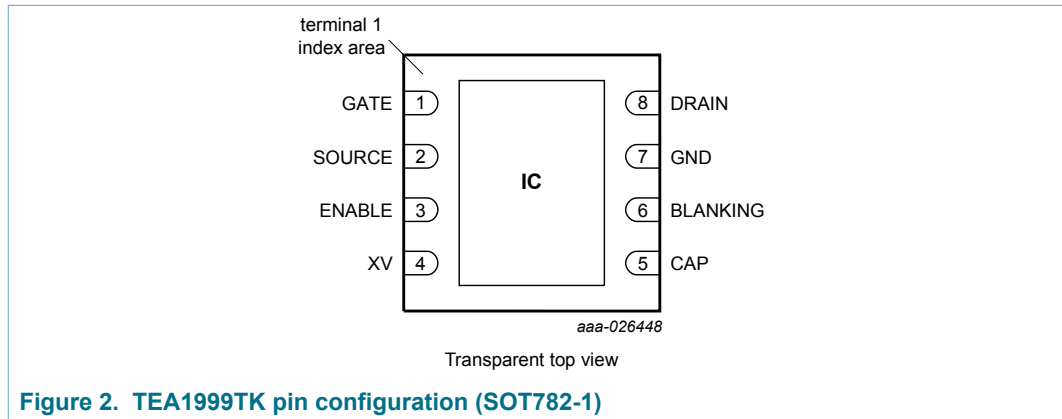 terminal 1
index area
GATE 1 8 DRAIN
SOURCE 2 7 GND
IC
ENABLE 3 6 BLANKING
XV 4 5 CAP
aaa-026448
Transparent top view
Figure 2. TEA1999TK pin configuration (SOT782-1)